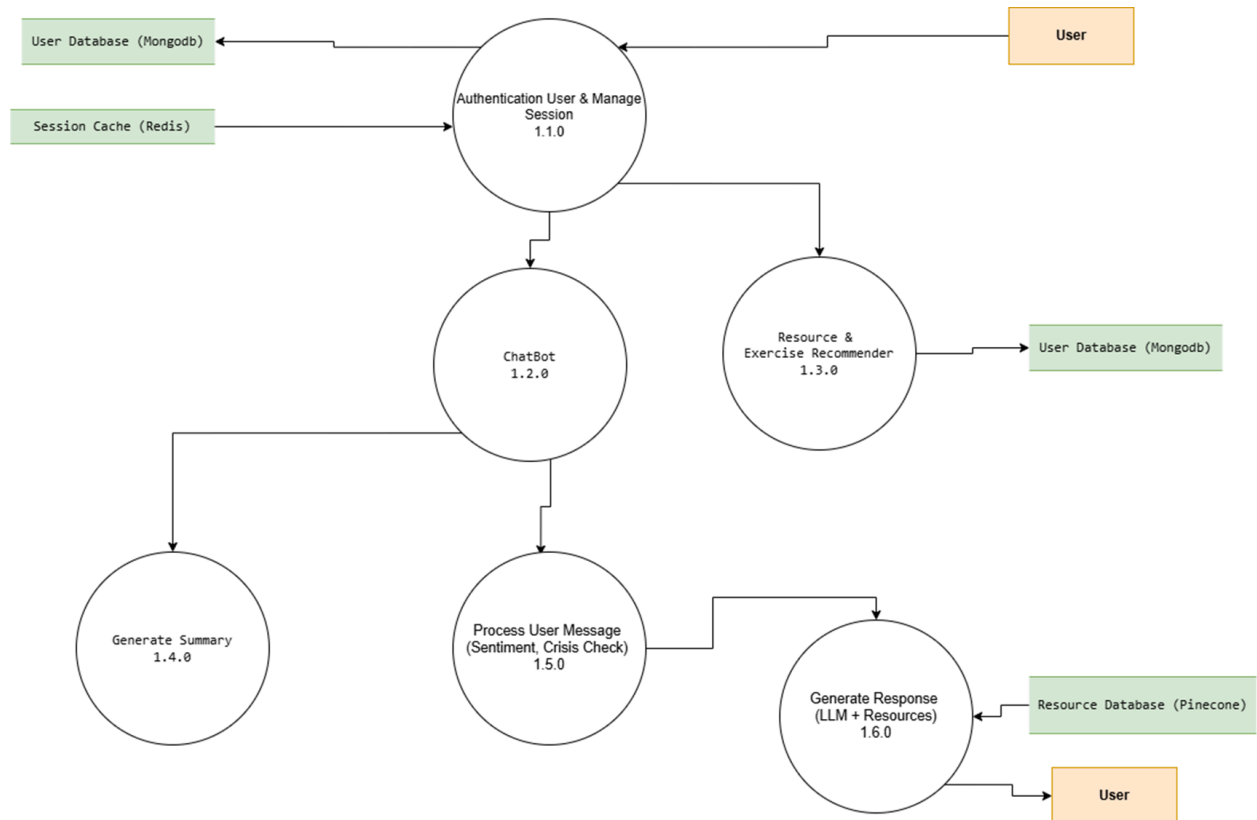 User Database (Mongodb)
User
Session Cache (Redis)
Authentication User & Manage
Session
1.1.0
ChatBot
1.2.0
Resource &
Exercise Recommender
1.3.0
User Database (Mongodb)
Generate Summary
1.4.0
Process User Message
(Sentiment, Crisis Check)
1.5.0
Generate Response
(LLM + Resources)
1.6.0
Resource Database (Pinecone)
User